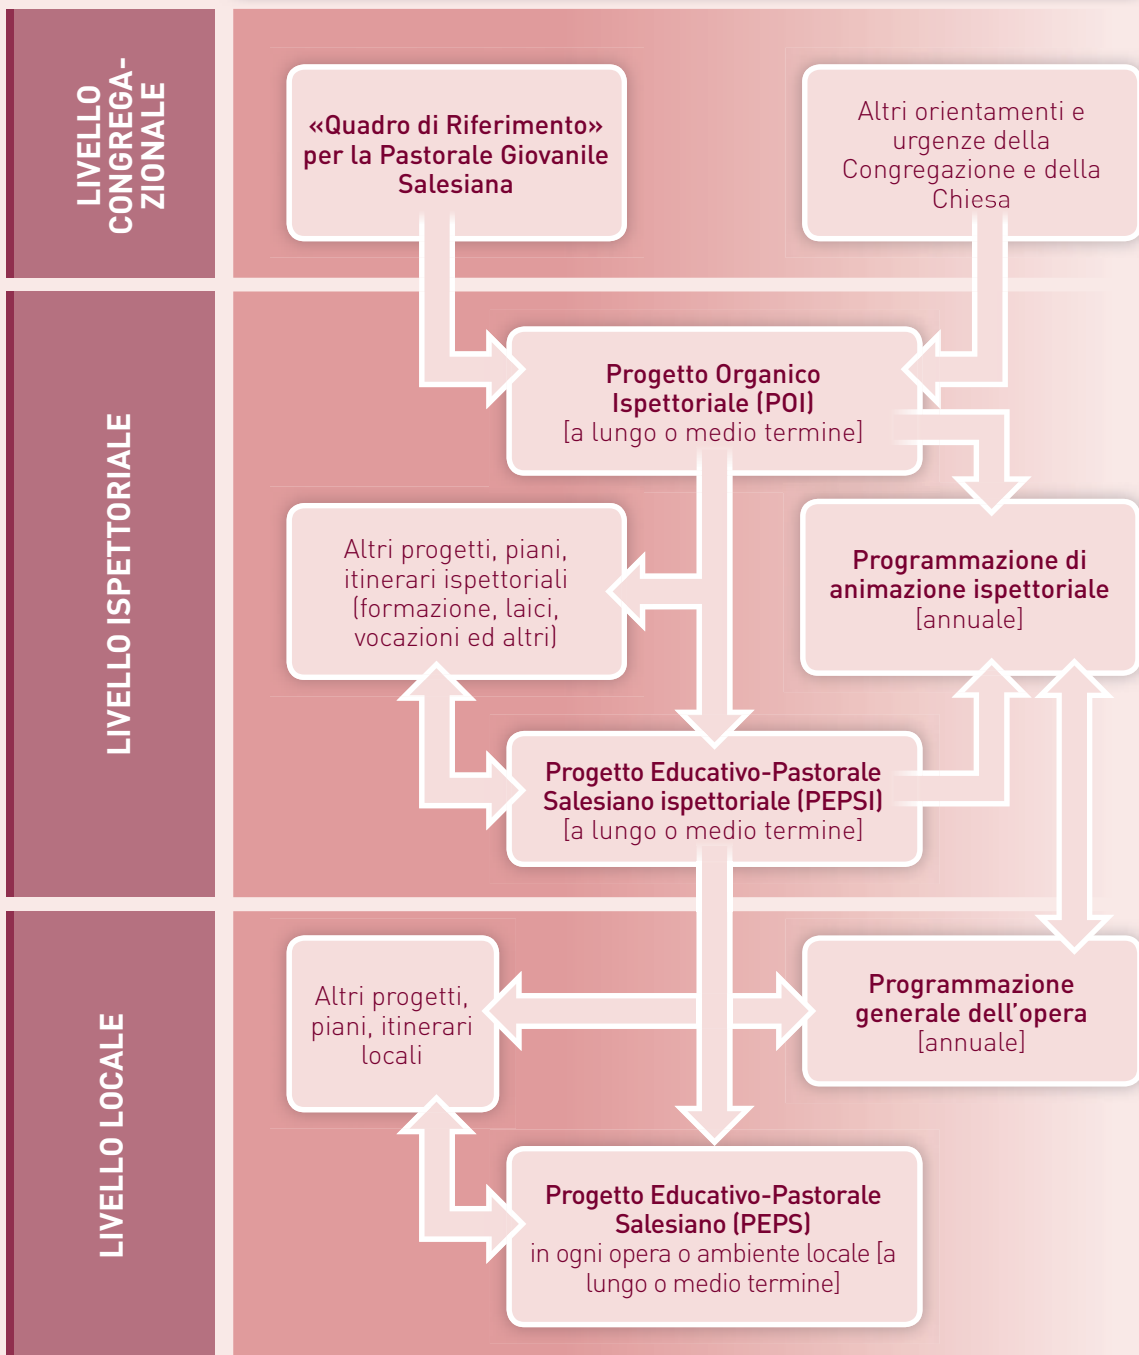 LIVELLO
CONGREGA-
ZIONALE
«Quadro di Riferimento»
per la Pastorale Giovanile
Salesiana
Altri orientamenti e
urgenze della
Congregazione e della
Chiesa
LIVELLO ISPETTORIALE
Progetto Organico
Ispettoriale (POI)
[a lungo o medio termine]
Altri progetti, piani,
itinerari ispettoriali
(formazione, laici,
vocazioni ed altri)
Programmazione di
animazione ispettoriale
[annuale]
Progetto Educativo-Pastorale
Salesiano ispettoriale (PEPSI)
[a lungo o medio termine]
LIVELLO LOCALE
Altri progetti,
piani, itinerari
locali
Programmazione
generale dell’opera
[annuale]
Progetto Educativo-Pastorale
Salesiano (PEPS)
in ogni opera o ambiente locale [a
lungo o medio termine]